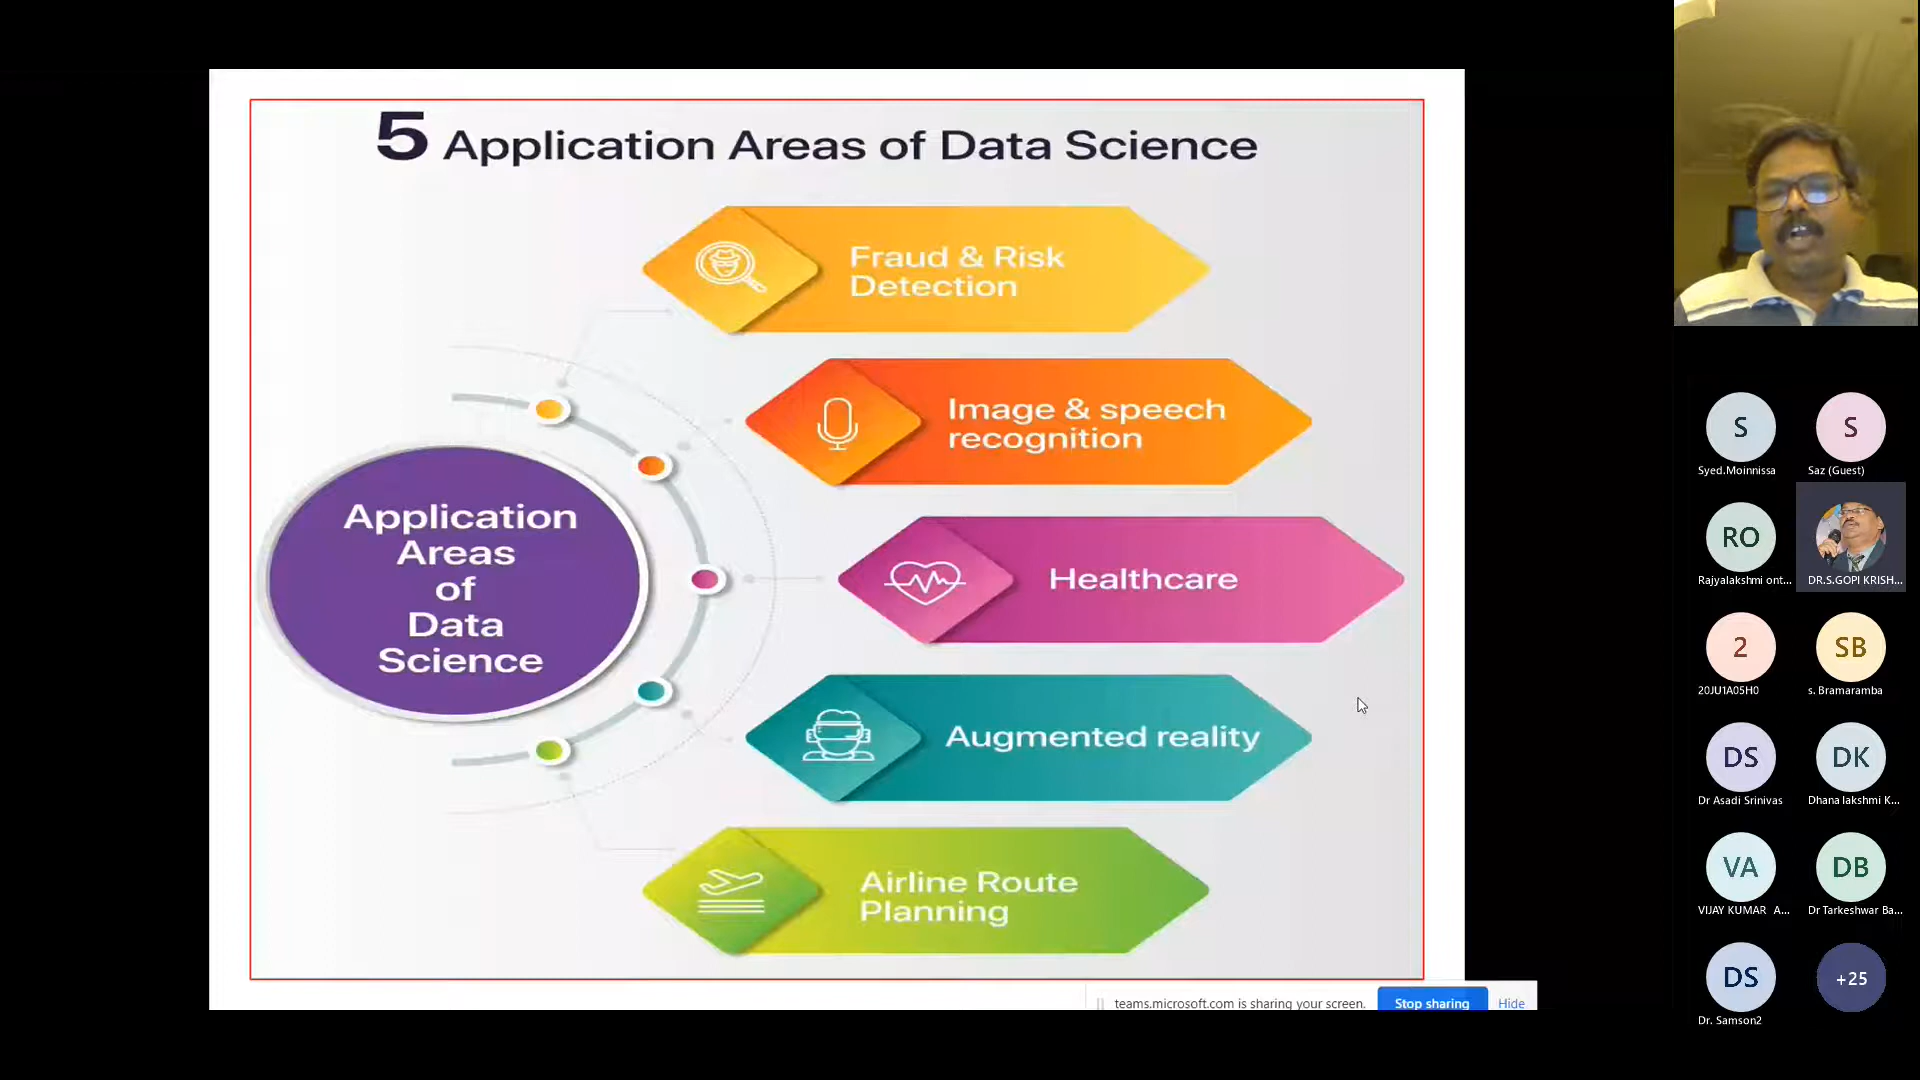 5 Application Areas of Data Science
Fraud & Risk
Detection
Image & speech
recognition
Healthcare
Augmented reality
Airline Route
Planning
Application
Areas
of
Data
Science
teams.microsoft.com is sharing your screen.
Stop sharing
Hide
S
S
Syed.Moinnissa
Saz (Guest)
RO
Rajyalakshmi ont...
DR.S.GOPI KRISH...
2
SB
20JU1A05H0
s. Bramaramba
DS
DK
Dr Asadi Srinivas
Dhana lakshmi K...
VA
DB
VIJAY KUMAR A...
Dr Tarkeshwar Ba...
DS
+25
Dr. Samson2